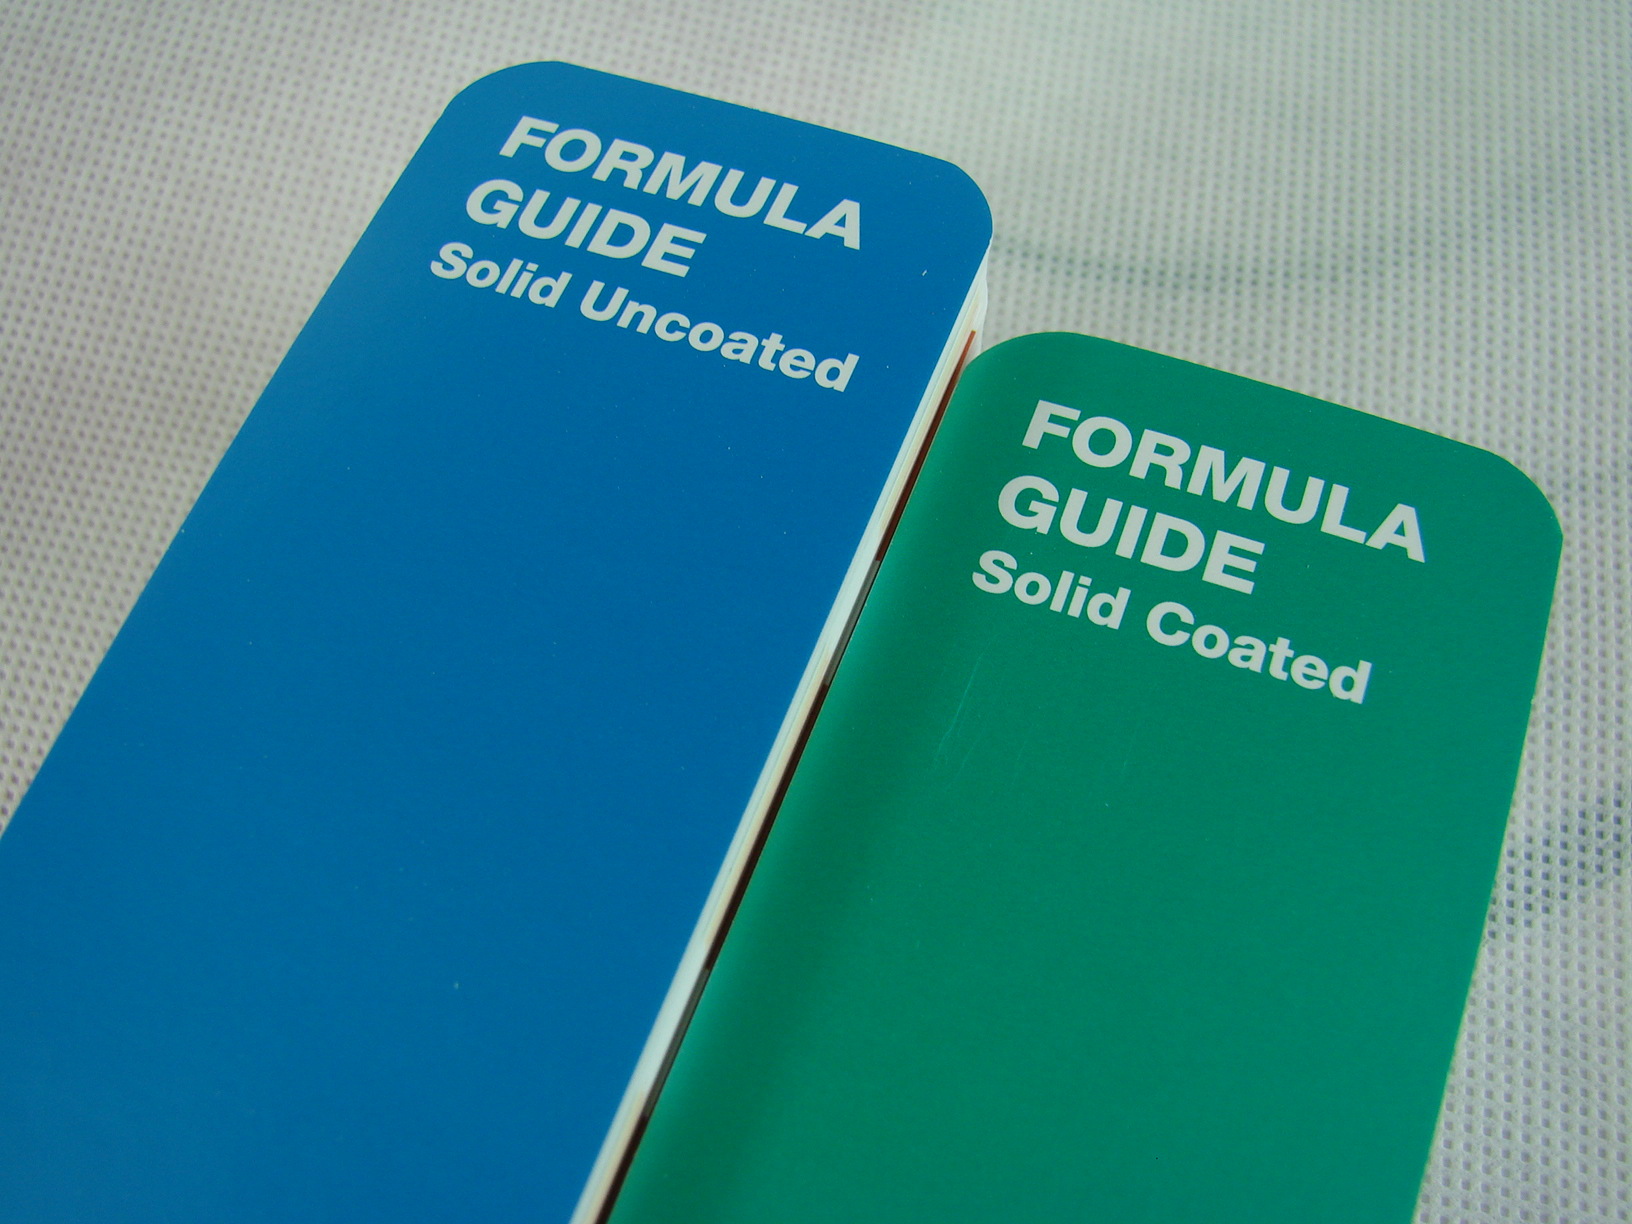 FORMULA
GUIDE
Solid Uncoated
FORMULA
GUIDE
Solid Coated